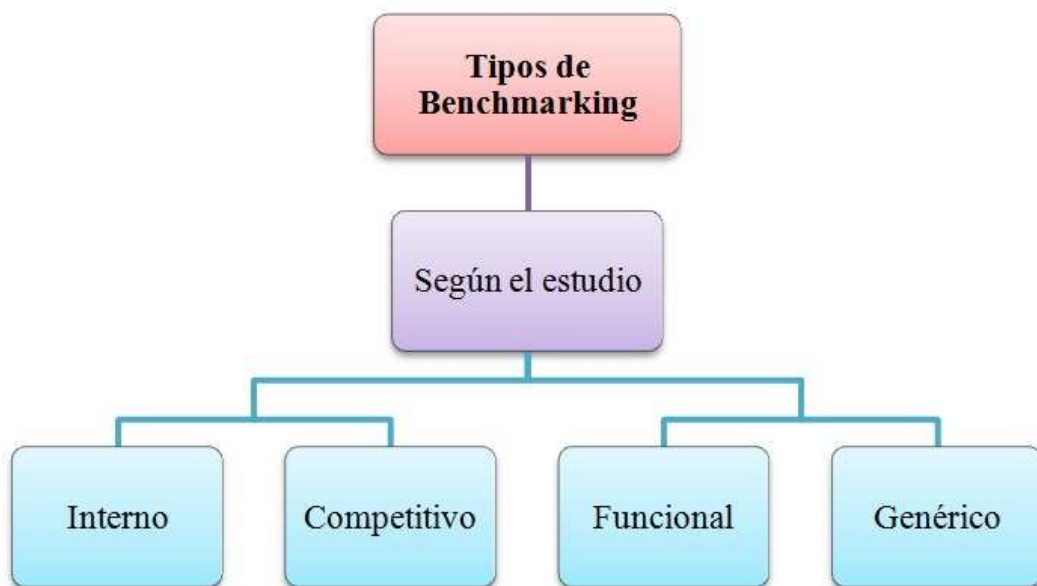 Tipos de
Benchmarking
Según el estudio
Interno
Competitivo
Funcional
Genérico